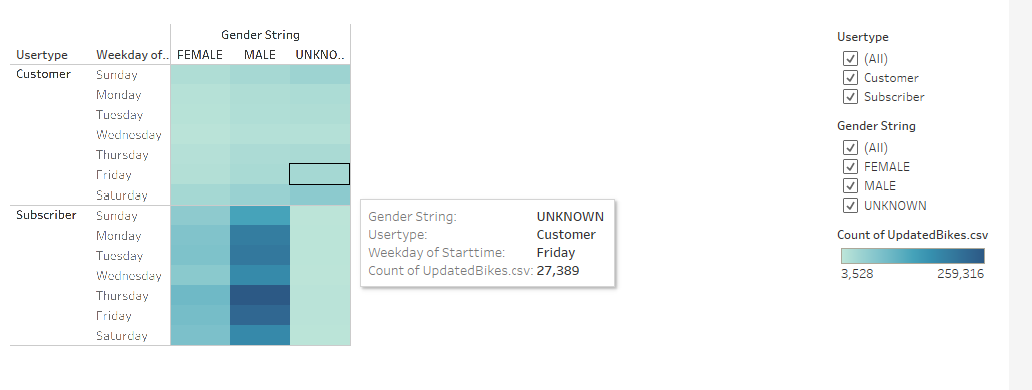 Gender String
Usertype Weekday of.. FEMALE MALE UNKNO..
Customer Sunday
Monday
Tuesday
Wednesday
Thursday
Friday
Saturday
Subscriber Sunday
Monday
Tuesday
Wednesday
Thursday
Friday
Saturday
Gender String: UNKNOWN
Usertype: Customer
Weekday of Starttime: Friday
Count of UpdatedBikes.csv: 27,389
Usertype
(All)
Customer
Subscriber
Gender String
(All)
FEMALE
MALE
UNKNOWN
Count of UpdatedBikes.csv
3,528 259,316